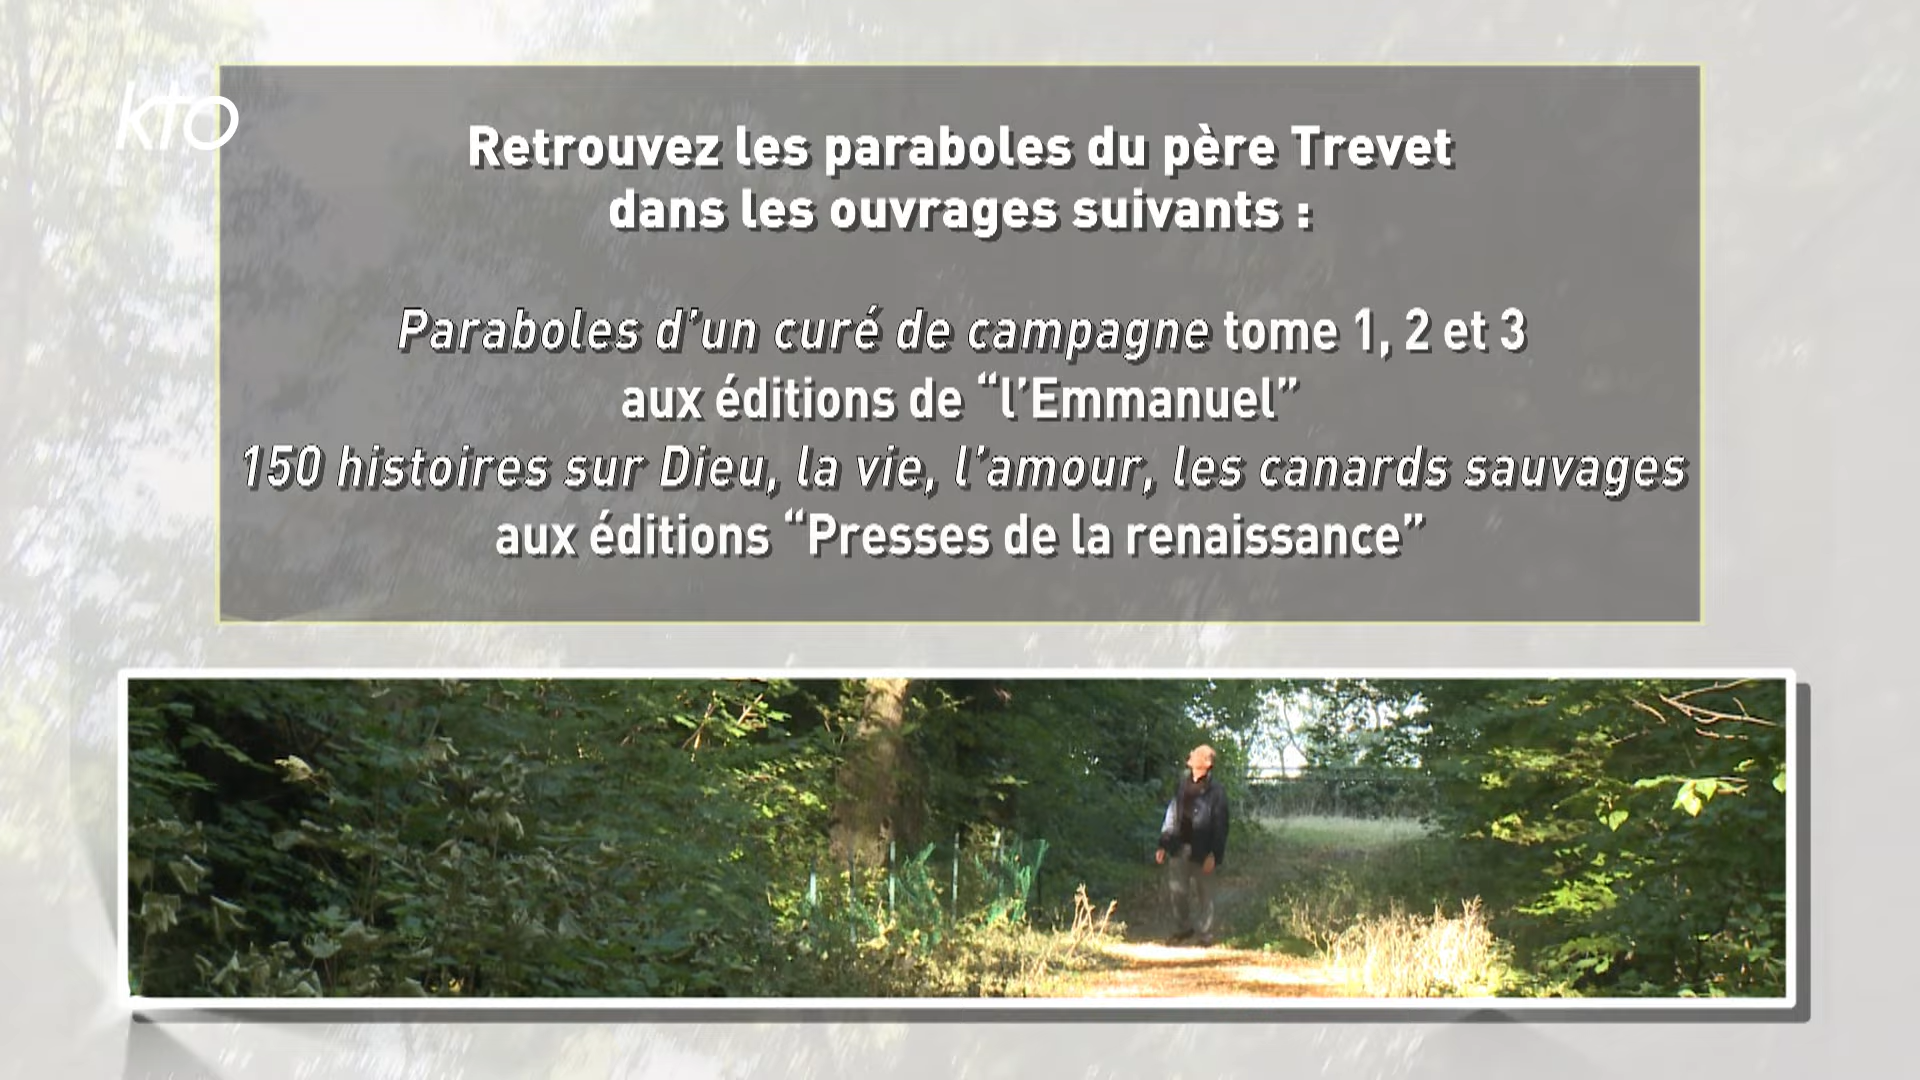 kto
Retrouvez les paraboles du père Trevet
dans les ouvrages suivants :
Paraboles d'un curé de campagne tome 1, 2 et 3
aux éditions de “l'Emmanuel”
150 histoires sur Dieu, la vie, l'amour, les canards sauvages
aux éditions “Presses de la renaissance”